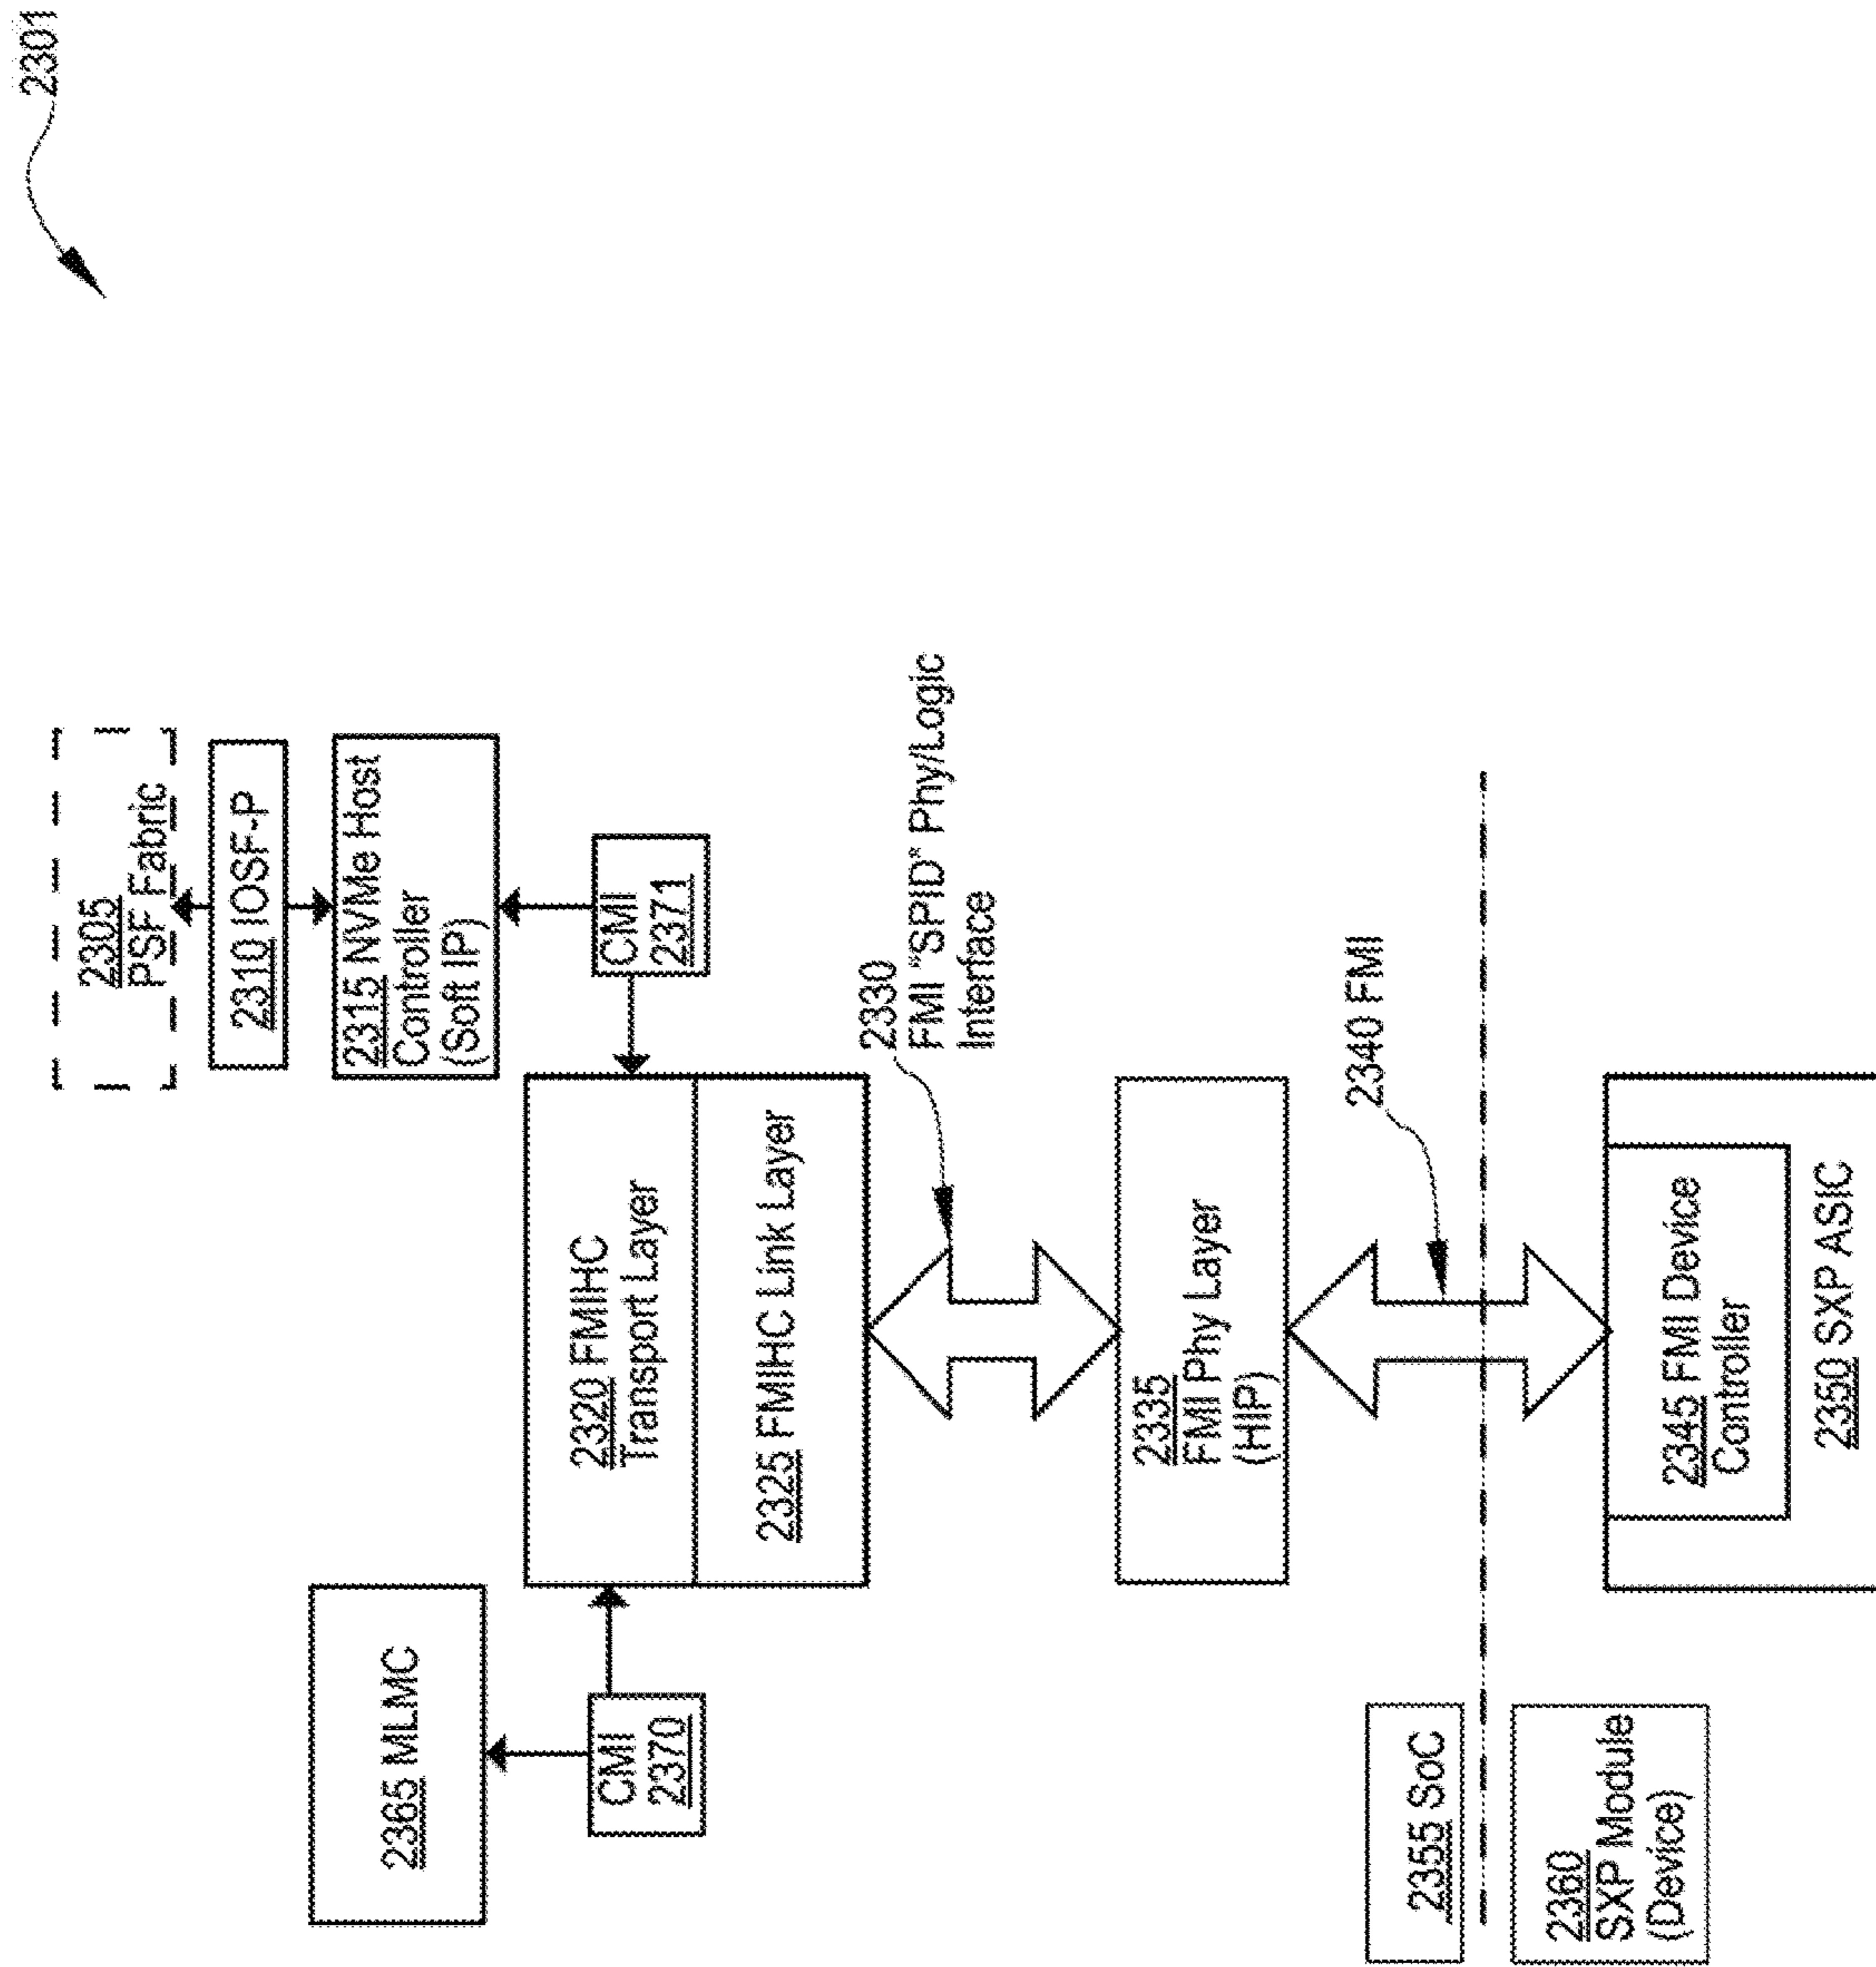 2301
2305
PSF Fabric
2310 IOSF-P
2315 NVMe Host
Controller
(Soft IP)
CMI
2371
2365 MLMC
CMI
2370
2320 FMIHC
Transport Layer
2325 FMIHC Link Layer
2330
FMI "SPID" Phy/Logic
Interface
2335
FMI Phy Layer
(HIP)
2340 FMI
2355 SoC
2360
SXP Module
(Device)
2345 FMI Device
Controller
2350 SXP ASIC